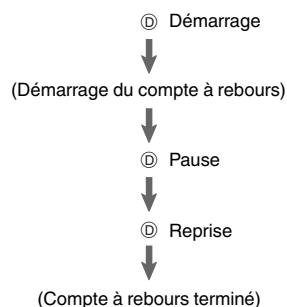 Ⓓ Démarrage
(Démarrage du compte à rebours)
Ⓓ Pause
Ⓓ Reprise
(Compte à rebours terminé)